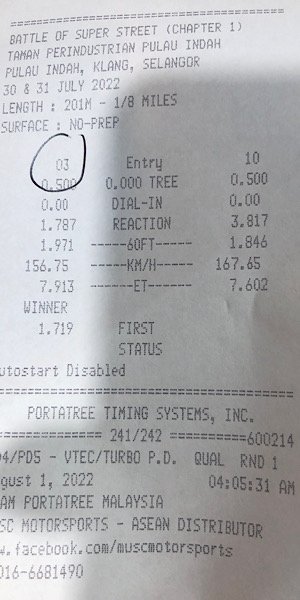 BATTLE OF SUPER STREET (CHAPTER 1)
TAMAN PERINDUSTRIAN PULAU INDAH
PULAU INDAH, KLANG, SELANGOR
30 & 31 JULY 2022
LENGTH : 201M - 1/8 MILES
SURFACE : NO-PREP
03 Entry 10
0.500 0.000 TREE 0.500
0.00 DIAL-IN 0.00
1.787 REACTION 3.817
1.971 -----60FT----- 1.846
156.75 ------KM/H------ 167.65
7.913 ------ET------ 7.602
WINNER
1.719 FIRST
STATUS
utostart Disabled
PORTATREE TIMING SYSTEMS, INC.
============ 241/242 ==========600214
04/PD5 - VTEC/TURBO P.D. QUAL RND 1
gust 1, 2022 04:05:31 AM
AM PORTATREE MALAYSIA
SC MOTORSPORTS - ASEAN DISTRIBUTOR
w.facebook.com/muscmotorsports
016-6681490